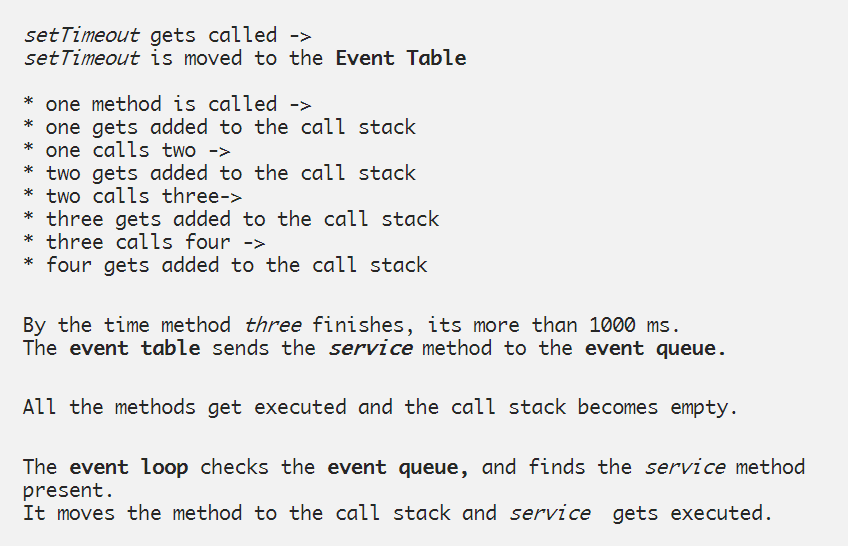 setTimeout gets called ->
setTimeout is moved to the Event Table
* one method is called ->
* one gets added to the call stack
* one calls two ->
* two gets added to the call stack
* two calls three->
* three gets added to the call stack
* three calls four ->
* four gets added to the call stack
By the time method three finishes, its more than 1000 ms.
The event table sends the service method to the event queue.
All the methods get executed and the call stack becomes empty.
The event loop checks the event queue, and finds the service method
present.
It moves the method to the call stack and service gets executed.